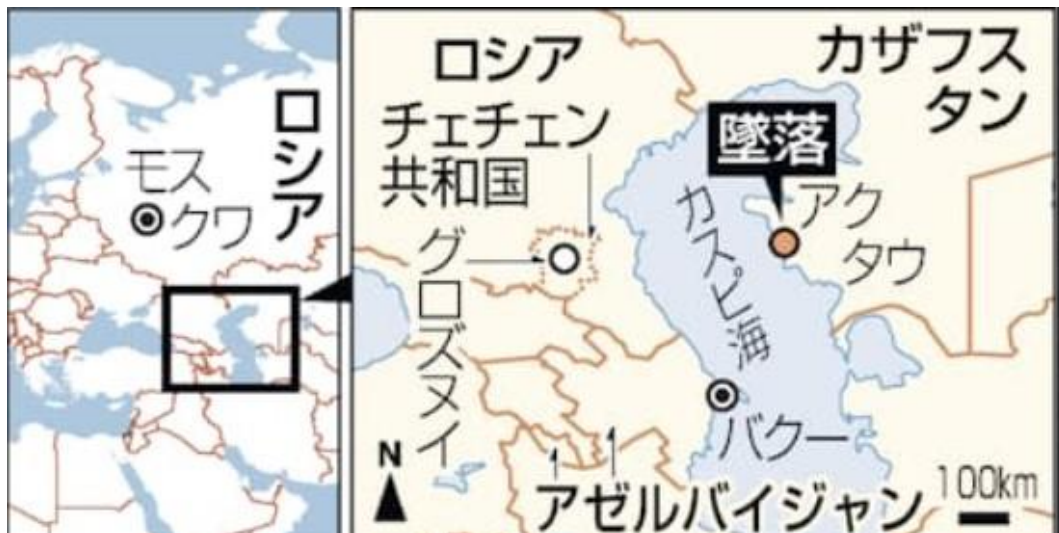 ロシア
モス
クワ
ロシア
カザフス
タン
チェチェン
共和国
墜落
アク
タウ
グロズヌイ
カスピ海
バクー
N
アゼルバイジャン
100km